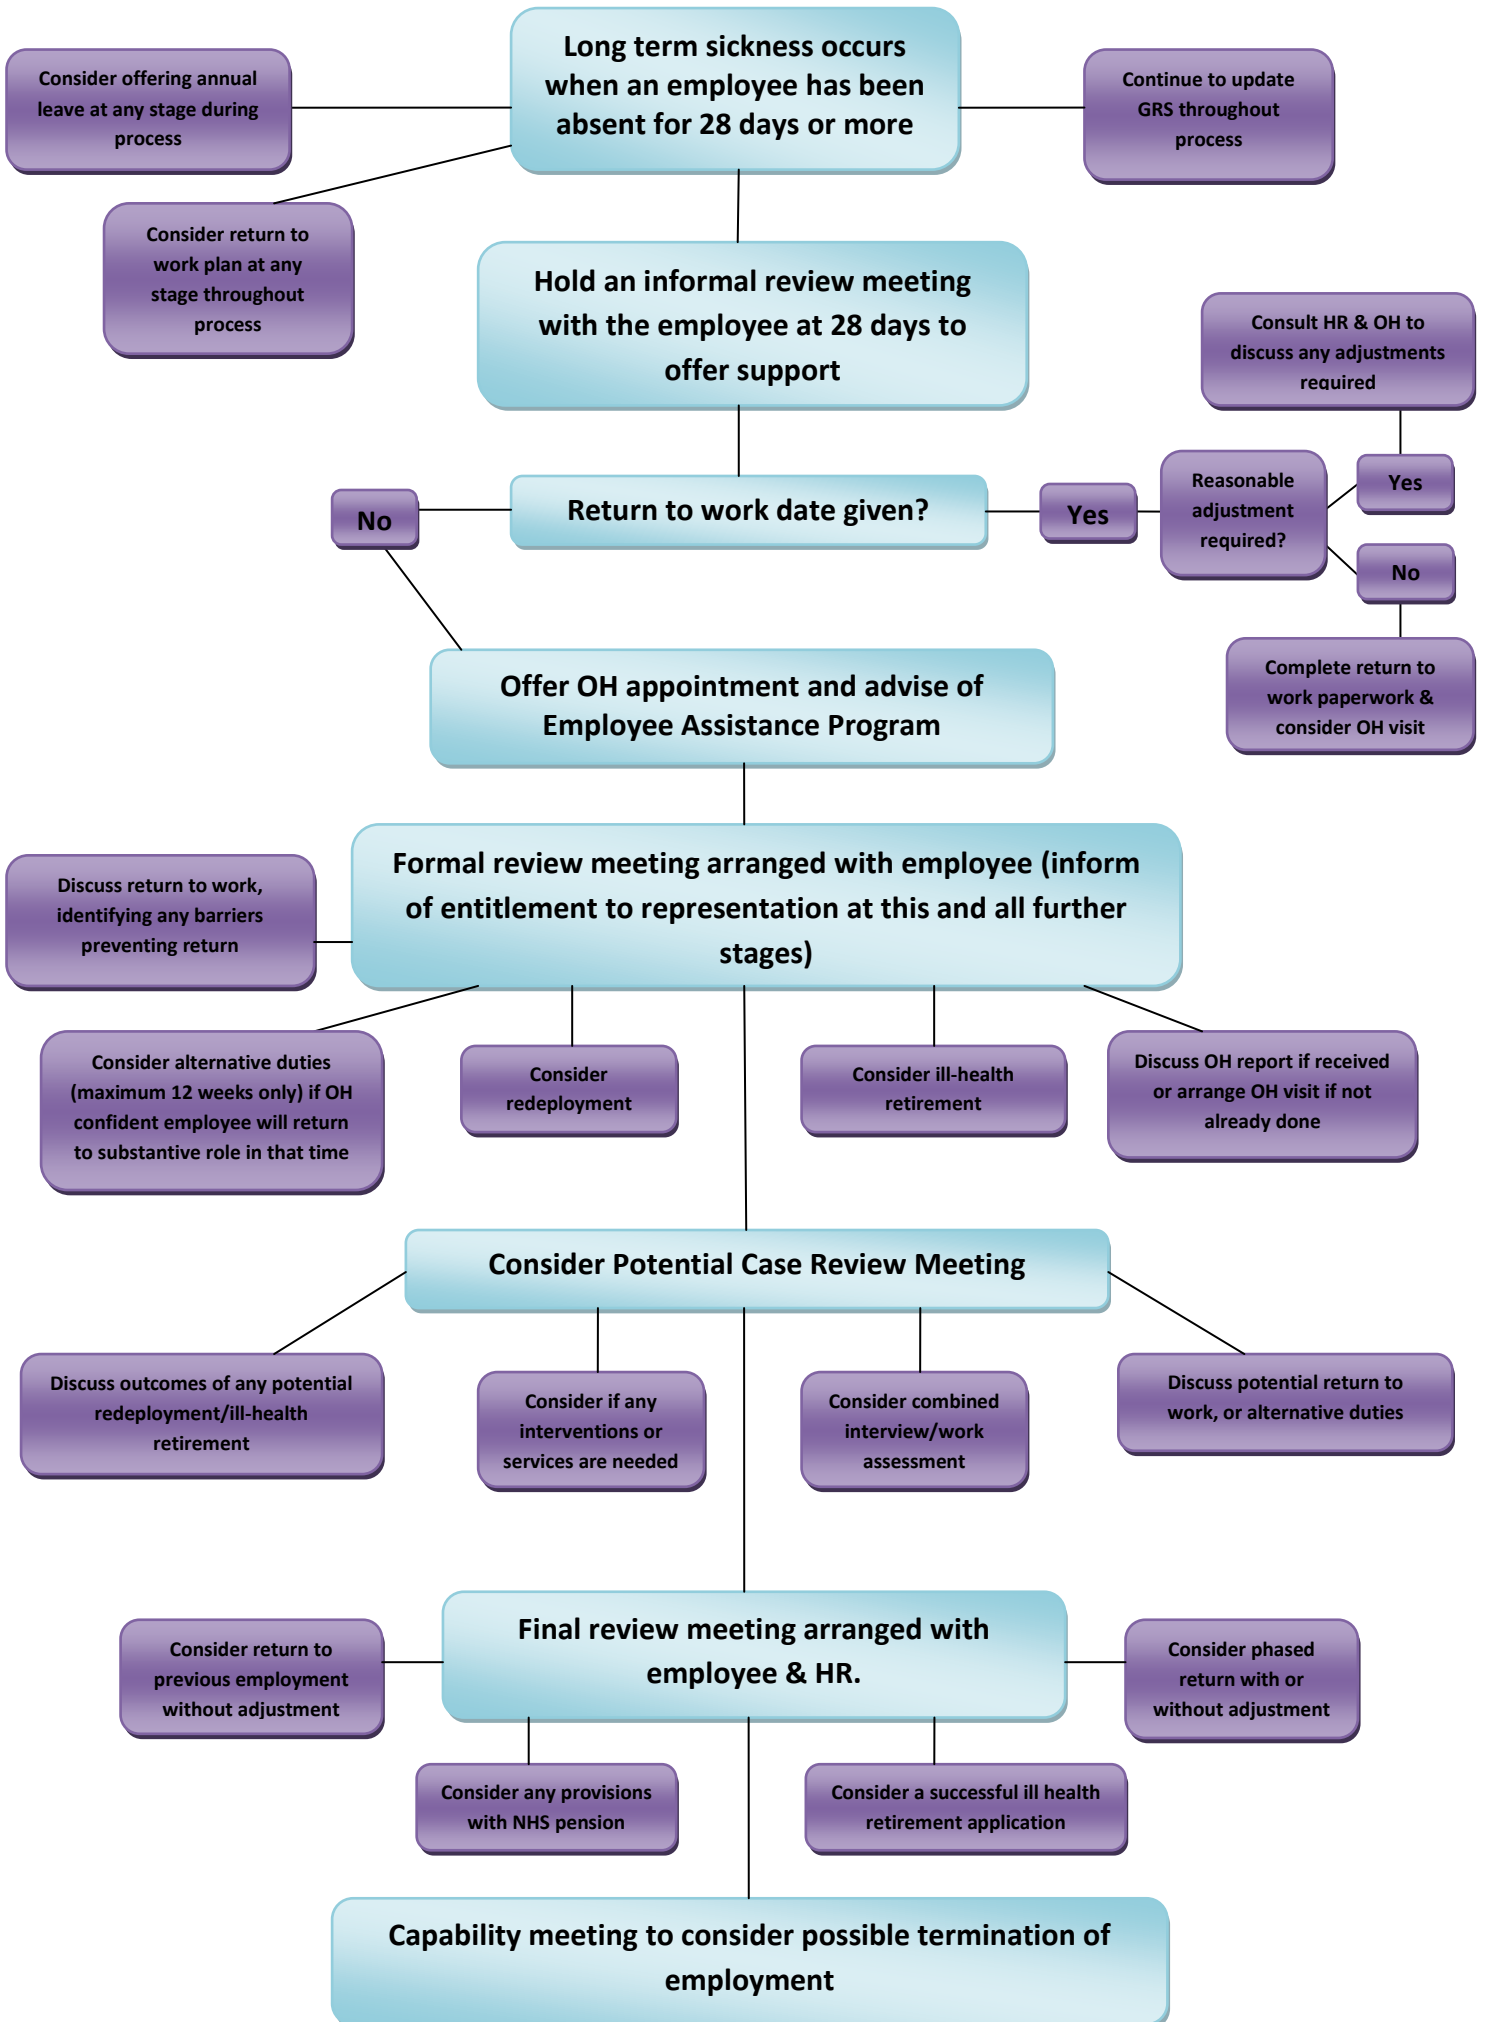 Long term sickness occurs
when an employee has been
absent for 28 days or more
Consider offering annual
leave at any stage during
process
Continue to update
GRS throughout
process
Consider return to
work plan at any
stage throughout
process
Hold an informal review meeting
with the employee at 28 days to
offer support
Consult HR & OH to
discuss any adjustments
required
Return to work date given?
No
Yes
Reasonable
adjustment
required?
Yes
No
Complete return to
work paperwork &
consider OH visit
Offer OH appointment and advise of
Employee Assistance Program
Formal review meeting arranged with employee (inform
of entitlement to representation at this and all further
stages)
Discuss return to work,
identifying any barriers
preventing return
Consider alternative duties
(maximum 12 weeks only) if OH
confident employee will return
to substantive role in that time
Consider
redeployment
Consider ill-health
retirement
Discuss OH report if received
or arrange OH visit if not
already done
Consider Potential Case Review Meeting
Discuss outcomes of any potential
redeployment/ill-health
retirement
Consider if any
interventions or
services are needed
Consider combined
interview/work
assessment
Discuss potential return to
work, or alternative duties
Final review meeting arranged with
employee & HR.
Consider return to
previous employment
without adjustment
Consider phased
return with or
without adjustment
Consider any provisions
with NHS pension
Consider a successful ill health
retirement application
Capability meeting to consider possible termination of
employment